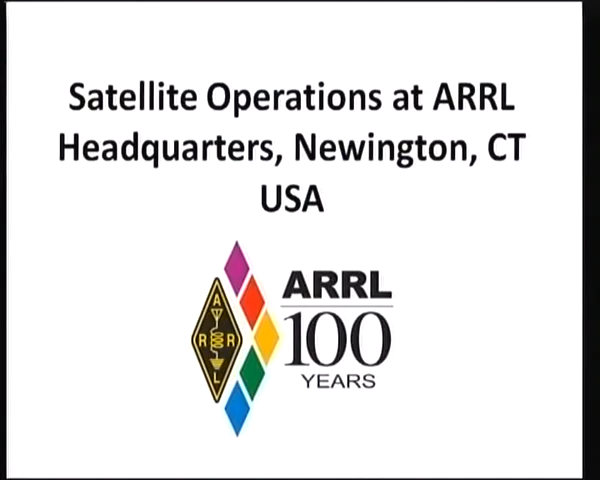 Satellite Operations at ARRL
Headquarters, Newington, CT
USA
A
R R
L
ARRL
100
YEARS